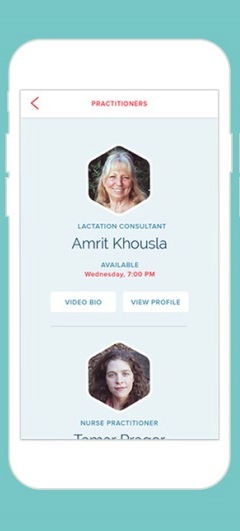 PRACTITIONERS
LACTATION CONSULTANT
Amrit Khousla
AVAILABLE
Wednesday, 7:00 PM
VIDEO BIO
VIEW PROFILE
NURSE PRACTITIONER